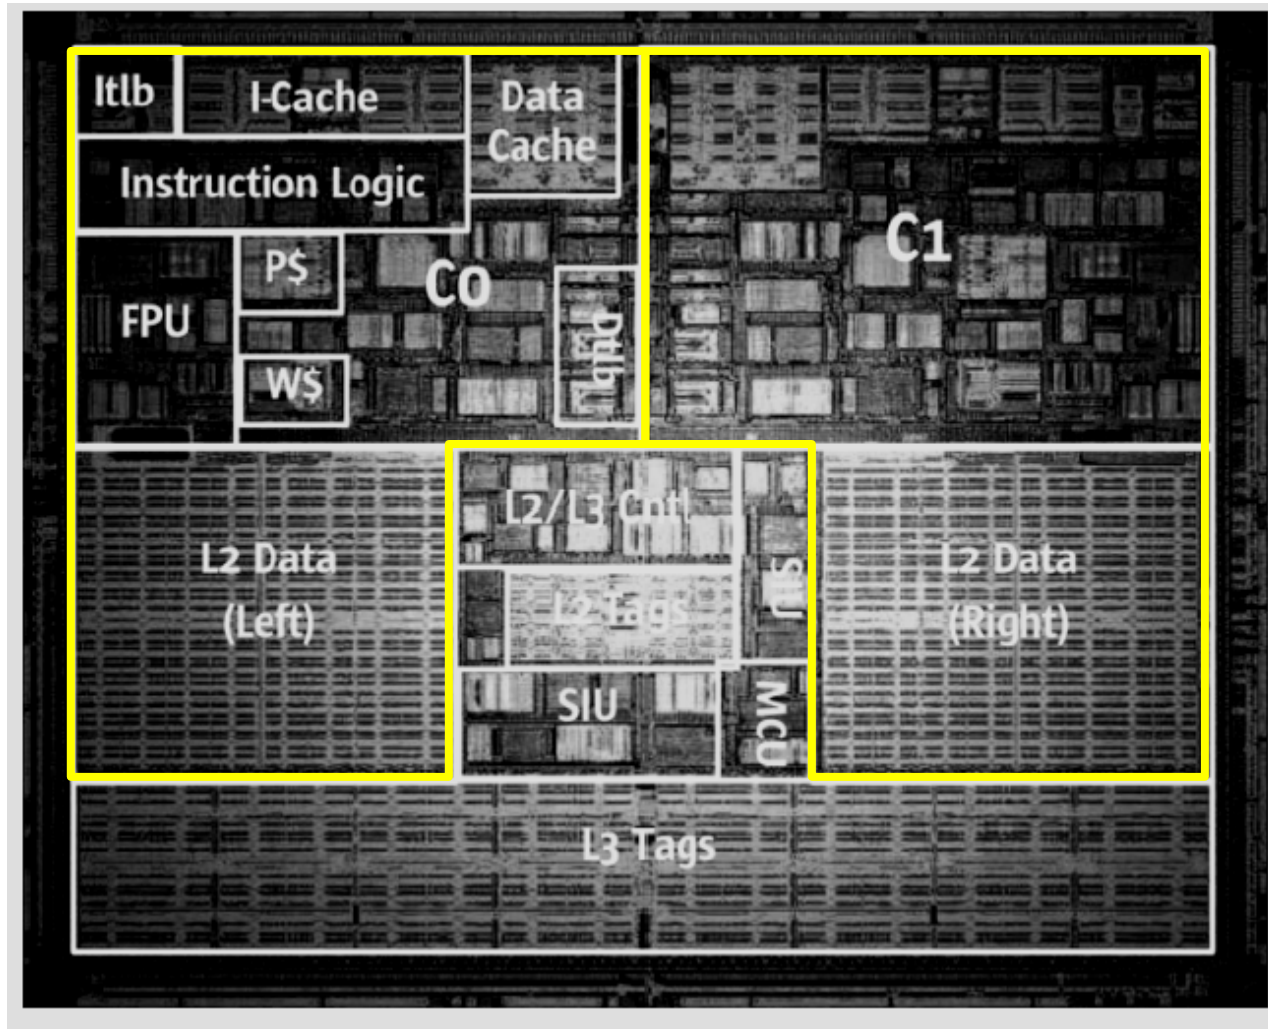 Itlb
I-Cache
Data
Cache
Instruction Logic
P$
C0
C1
FPU
Dtlb
W$
L2/L3 Cntl
L2 Data
(Left)
SIU
L2 Data
(Right)
L2 Tags
SIU
McU
L3 Tags